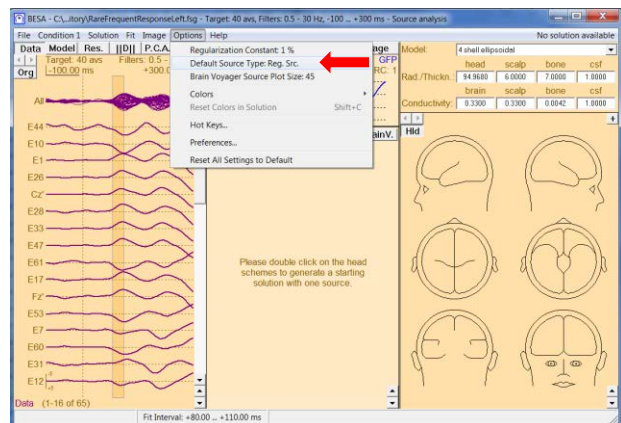 BESA - C:\...itory\RareFrequentResponseLeft.fsg - Target: 40 avs, Filters: 0.5 - 30 Hz, -100 ... +300 ms - Source analysis
File Condition 1 Solution Fit Image Options Help No solution available
Data Model Res. ||D|| P.C.A.
Target: 40 avs Filters: 0.5 -
Org -100.00 ms +300.0
Regularization Constant: 1 %
Default Source Type: Reg. Src.
Brain Voyager Source Plot Size: 45
Colors
Reset Colors in Solution Shift+C
Hot Keys...
Preferences...
Reset All Settings to Default
age
GFP
RC: 1
ainV.
Model: 4 shell ellipsoidal
head scalp bone csf
Rad./Thickn.: 94.9680 6.0000 7.0000 1.0000
brain scalp bone csf
Conductivity: 0.3300 0.3300 0.0042 1.0000
Hld
All
E44
E10
E1
E26
Cz'
E28
E33
E47
E61
E17
Fz'
E53
E7
E60
E31
E12
Please double click on the head
schemes to generate a starting
solution with one source.
Data (1-16 of 65)
Fit Interval: +80.00 ... +110.00 ms